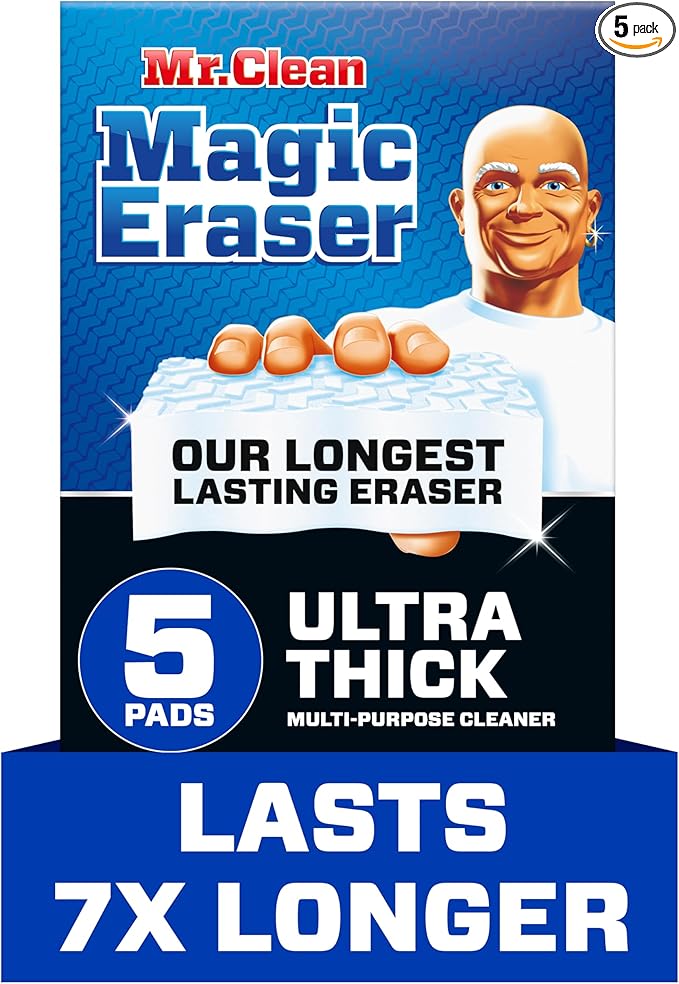 5 pack
Mr.Clean
Magic
Eraser
OUR LONGEST
LASTING ERASER
5
PADS
ULTRA
THICK
MULTI-PURPOSE CLEANER
LASTS
7X LONGER